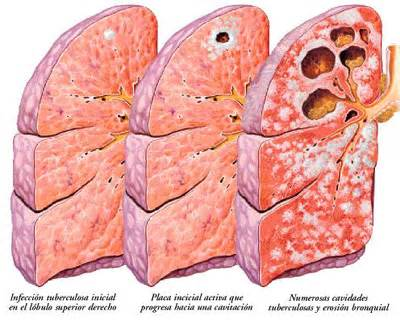 Infección tuberculosa inicial
en el lóbulo superior derecho
Placa incicial activa que
progresa hacia una cavitación
Numerosas cavidades
tuberculosas y erosión bronquial